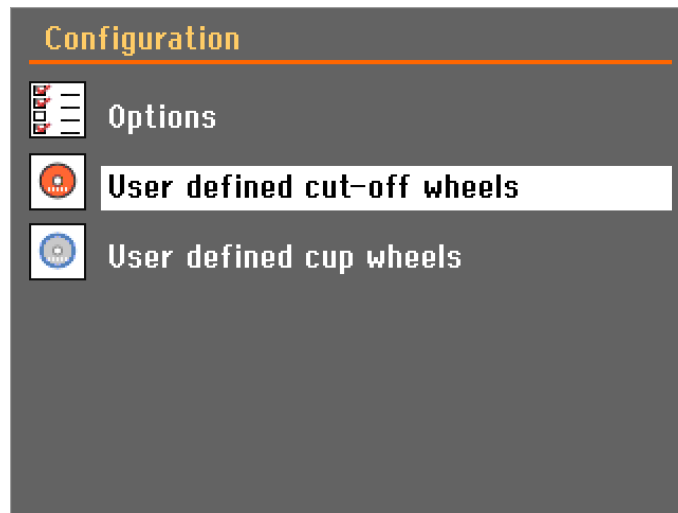 Configuration
Options
User defined cut-off wheels
User defined cup wheels